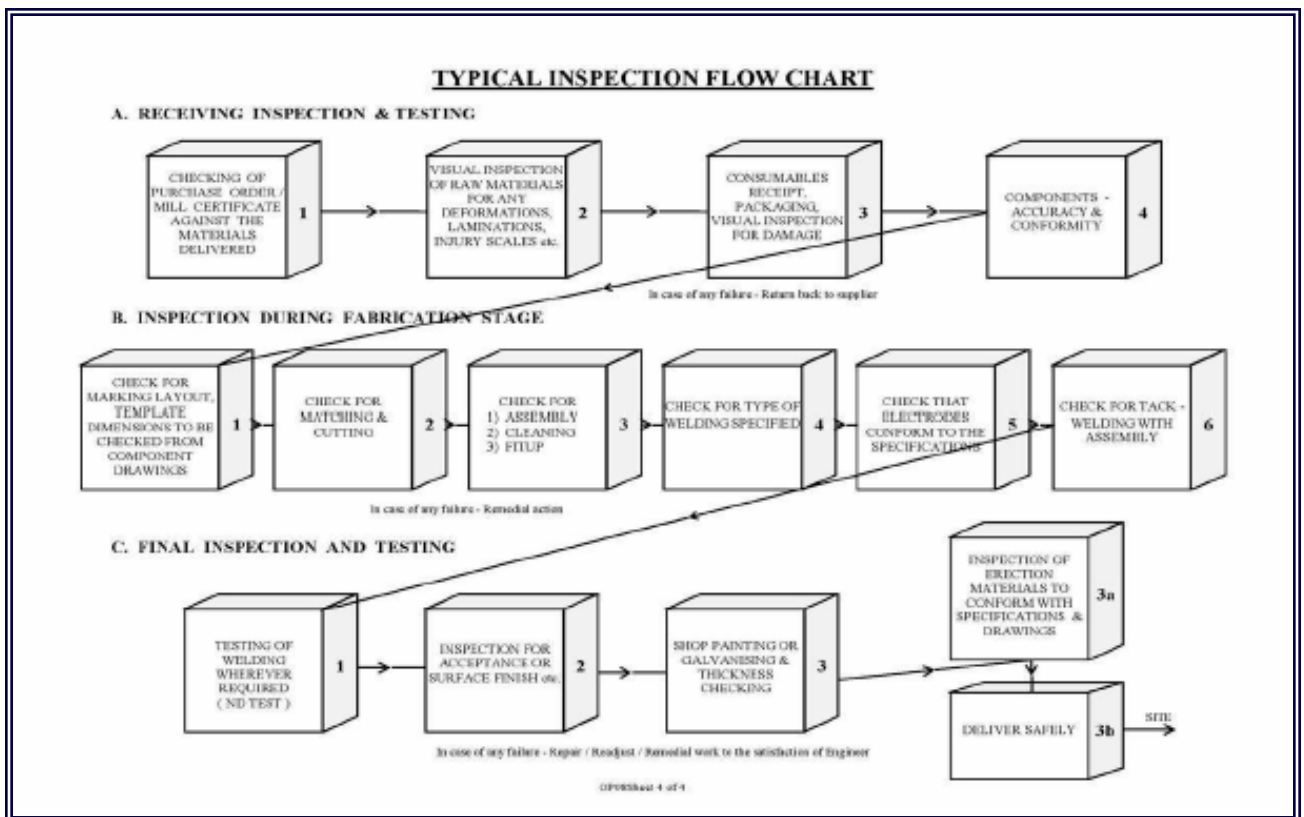 TYPICAL INSPECTION FLOW CHART
A. RECEIVING INSPECTION & TESTING
CHECKING OF
PURCHASE ORDER /
MILL CERTIFICATE
AGAINST THE
MATERIALS
DELIVERED
1
VISUAL INSPECTION
OF RAW MATERIALS
FOR ANY
DEFORMATIONS,
LAMINATIONS,
INJURY SCALES etc.
2
CONSUMABLES
RECEIPT,
PACKAGING,
VISUAL INSPECTION
FOR DAMAGE
3
COMPONENTS -
ACCURACY &
CONFORMITY
4
In case of any failure - Return back to supplier
B. INSPECTION DURING FABRICATION STAGE
CHECK FOR
MARKING LAYOUT,
TEMPLATE
DIMENSIONS TO BE
CHECKED FROM
COMPONENT
DRAWINGS
1
CHECK FOR
MATCHING &
CUTTING
2
CHECK FOR
1) ASSEMBLY
2) CLEANING
3) FITUP
3
CHECK FOR TYPE OF
WELDING SPECIFIED
4
CHECK THAT
ELECTRODES
CONFORM TO THE
SPECIFICATIONS
5
CHECK FOR TACK -
WELDING WITH
ASSEMBLY
6
In case of any failure - Remedial action
C. FINAL INSPECTION AND TESTING
TESTING OF
WELDING
WHEREVER
REQUIRED
( ND TEST )
1
INSPECTION FOR
ACCEPTANCE OR
SURFACE FINISH etc.
2
SHOP PAINTING OR
GALVANISING &
THICKNESS
CHECKING
3
INSPECTION OF
ERECTION
MATERIALS TO
CONFORM WITH
SPECIFICATIONS &
DRAWINGS
3a
DELIVER SAFELY
3b
SITE
In case of any failure - Repair / Readjust / Remedial work to the satisfaction of Engineer
Sheet 4 of 4